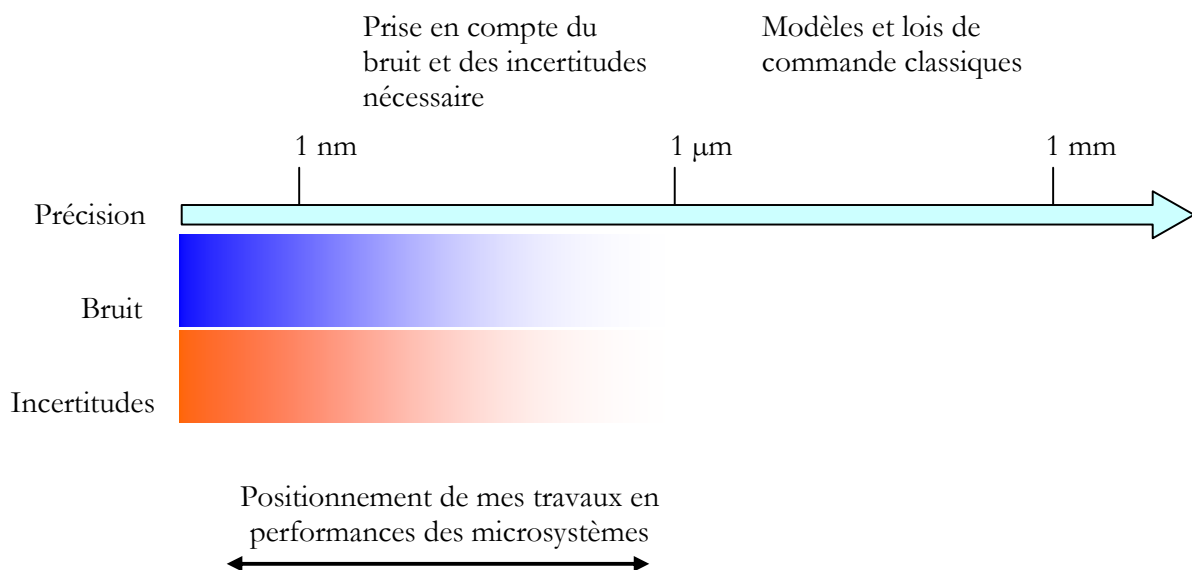 Prise en compte du
bruit et des incertitudes
nécessaire
Modèles et lois de
commande classiques
1 nm
1 μm
1 mm
Précision
Bruit
Incertitudes
Positionnement de mes travaux en
performances des microsystèmes